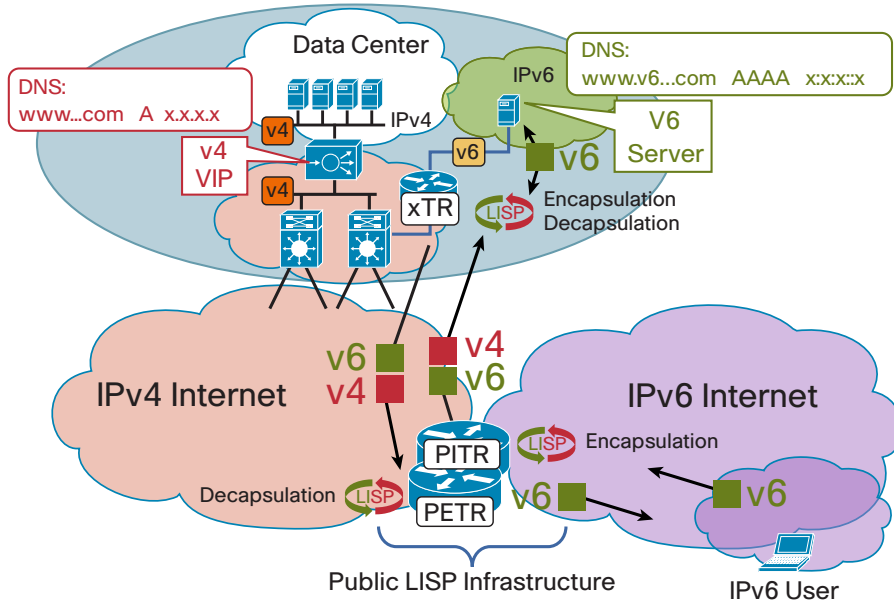 Data Center
DNS:
www...com A x.x.x.x
IPv6
DNS:
www.v6...com AAAA x:x:x::x
v4
IPv4
v4
VIP
v6
V6
Server
v6
v4
xTR
LISP
Encapsulation
Decapsulation
v6
v4
v4
v6
IPv4 Internet
IPv6 Internet
PITR
LISP
Encapsulation
Decapsulation
LISP
PETR
v6
v6
Public LISP Infrastructure
IPv6 User